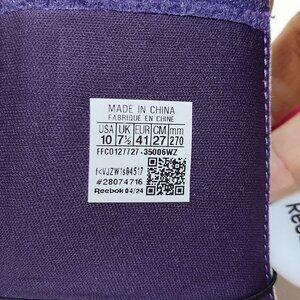 MADE IN CHINA
FABRIQUE EN CHINE
USA UK EUR CM mm
10 7½ 41 27 270
FFC0127727-35006WZ
#28074716
Reebok 04/24